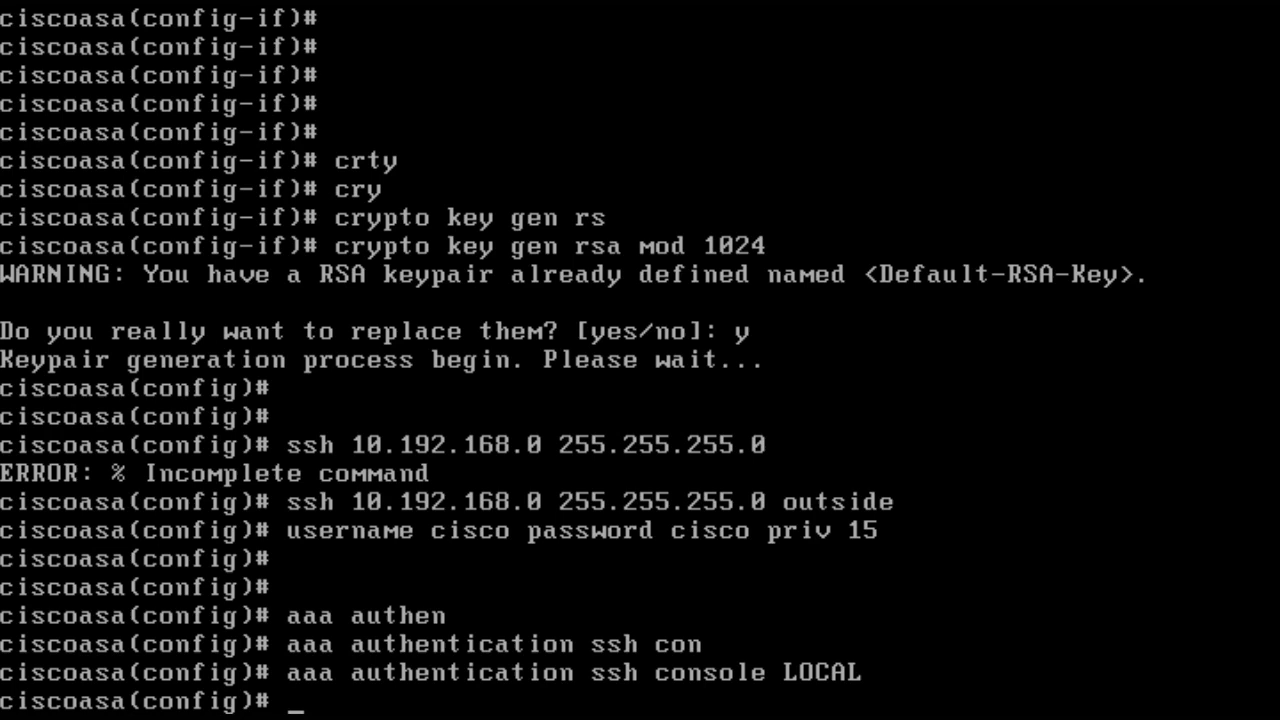 ciscoasa(config-if)#
ciscoasa(config-if)#
ciscoasa(config-if)#
ciscoasa(config-if)#
ciscoasa(config-if)#
ciscoasa(config-if)# crty
ciscoasa(config-if)# cry
ciscoasa(config-if)# crypto key gen rs
ciscoasa(config-if)# crypto key gen rsa mod 1024
WARNING: You have a RSA keypair already defined named <Default-RSA-Key>.
Do you really want to replace them? [yes/no]: y
Keypair generation process begin. Please wait...
ciscoasa(config)#
ciscoasa(config)#
ciscoasa(config)# ssh 10.192.168.0 255.255.255.0
ERROR: % Incomplete command
ciscoasa(config)# ssh 10.192.168.0 255.255.255.0 outside
ciscoasa(config)# username cisco password cisco priv 15
ciscoasa(config)#
ciscoasa(config)#
ciscoasa(config)# aaa authen
ciscoasa(config)# aaa authentication ssh con
ciscoasa(config)# aaa authentication ssh console LOCAL
ciscoasa(config)# _